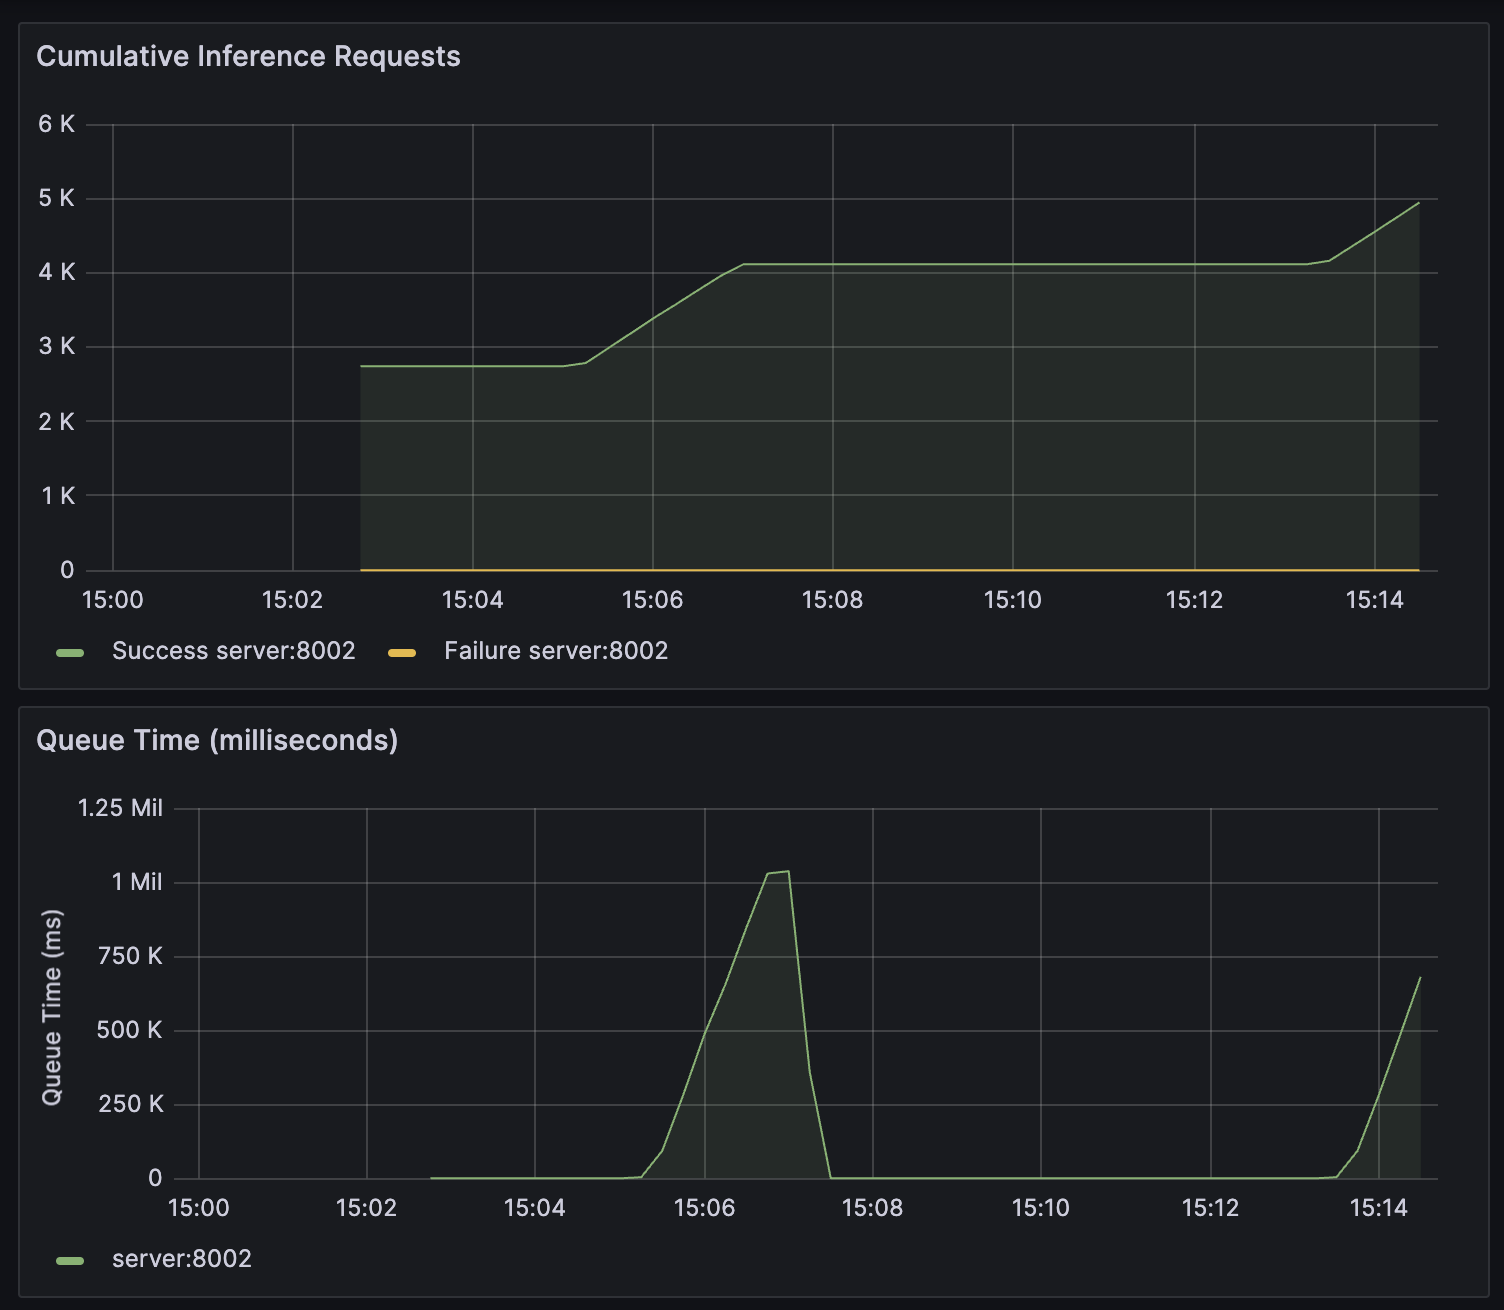 Cumulative Inference Requests
6 K
5 K
4 K
3 K
2 K
1 K
0
15:00 15:02 15:04 15:06 15:08 15:10 15:12 15:14
Success server:8002 Failure server:8002
Queue Time (milliseconds)
Queue Time (ms)
1.25 Mil
1 Mil
750 K
500 K
250 K
0
15:00 15:02 15:04 15:06 15:08 15:10 15:12 15:14
server:8002